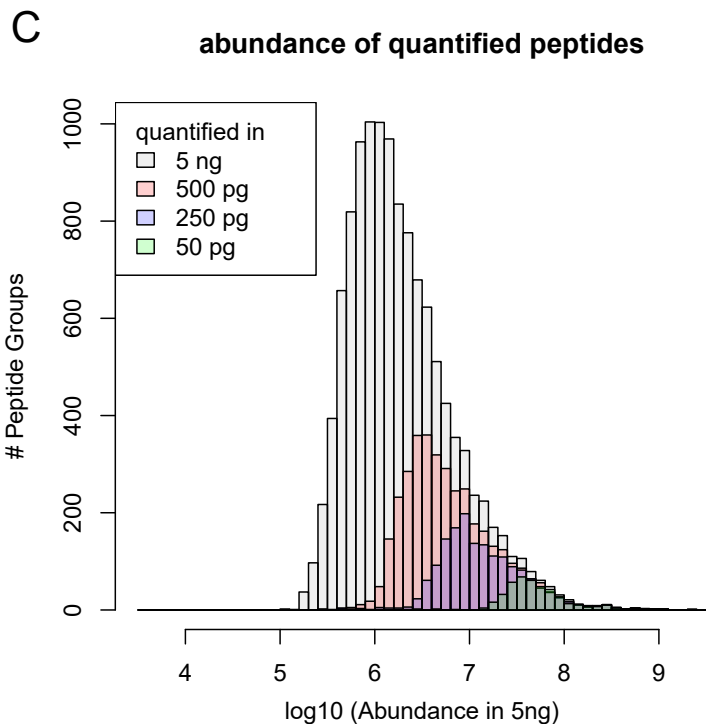 C
abundance of quantified peptides
quantified in
5 ng
500 pg
250 pg
50 pg
# Peptide Groups
1000
800
600
400
200
0
4 5 6 7 8 9
log10 (Abundance in 5ng)